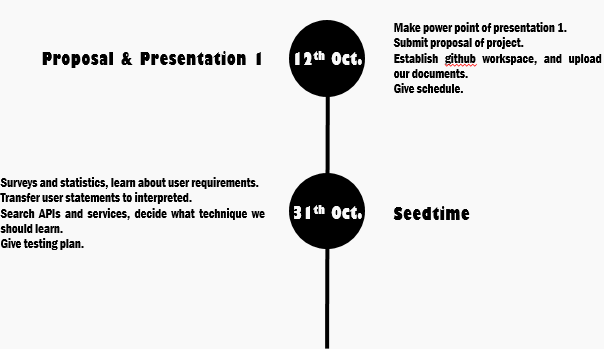 Proposal & Presentation 1
12th Oct.
Make power point of presentation 1.
Submit proposal of project.
Establish github workspace, and upload
our documents.
Give schedule.
Surveys and statistics, learn about user requirements.
Transfer user statements to interpreted.
Search APIs and services, decide what technique we
should learn.
Give testing plan.
31th Oct.
Seedtime